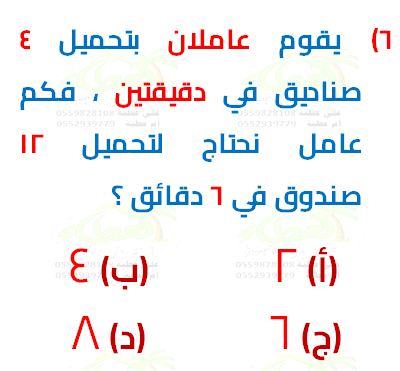 ٦) يقوم عاملان بتحميل ٤
صناديق في دقيقتين ، فكم
عامل نحتاج لتحميل ١٢
صندوق في ٦ دقائق ؟
(أ) ٢ (ب) ٤
(ج) ٦ (د) ٨